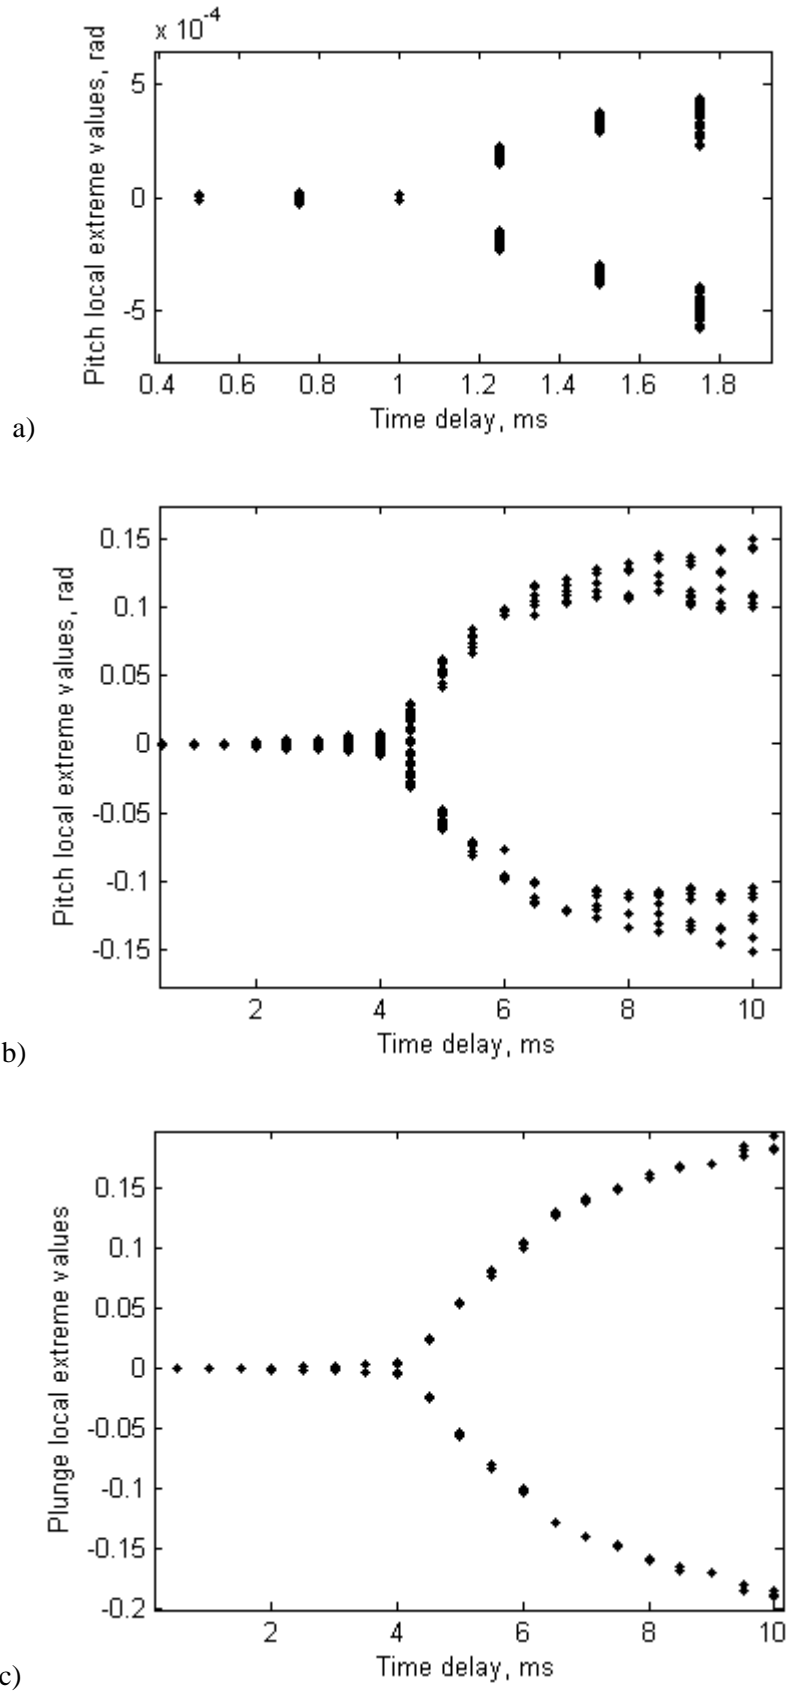 x 10-4
5
0
-5
Pitch local extreme values, rad
0.4 0.6 0.8 1 1.2 1.4 1.6 1.8
Time delay, ms
a)
0.15
0.1
0.05
0
-0.05
-0.1
-0.15
Pitch local extreme values, rad
2 4 6 8 10
Time delay, ms
b)
0.15
0.1
0.05
0
-0.05
-0.1
-0.15
-0.2
Plunge local extreme values
2 4 6 8 10
Time delay, ms
c)